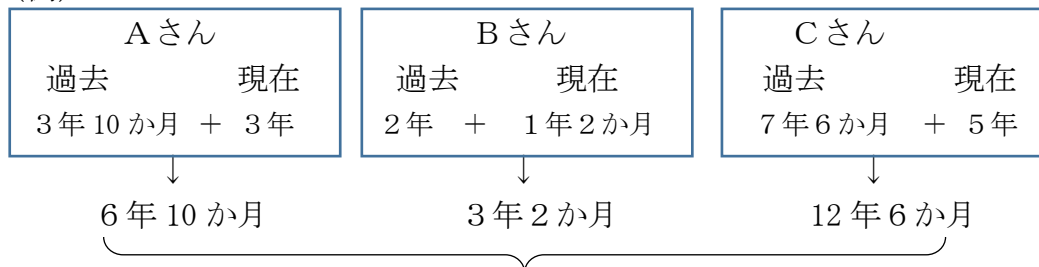 Aさん Bさん Cさん
過去 現在 過去 現在 過去 現在
3年10か月 + 3年 2年 + 1年2か月 7年6か月 + 5年
↓ ↓ ↓
6年10か月 3年2か月 12年6か月